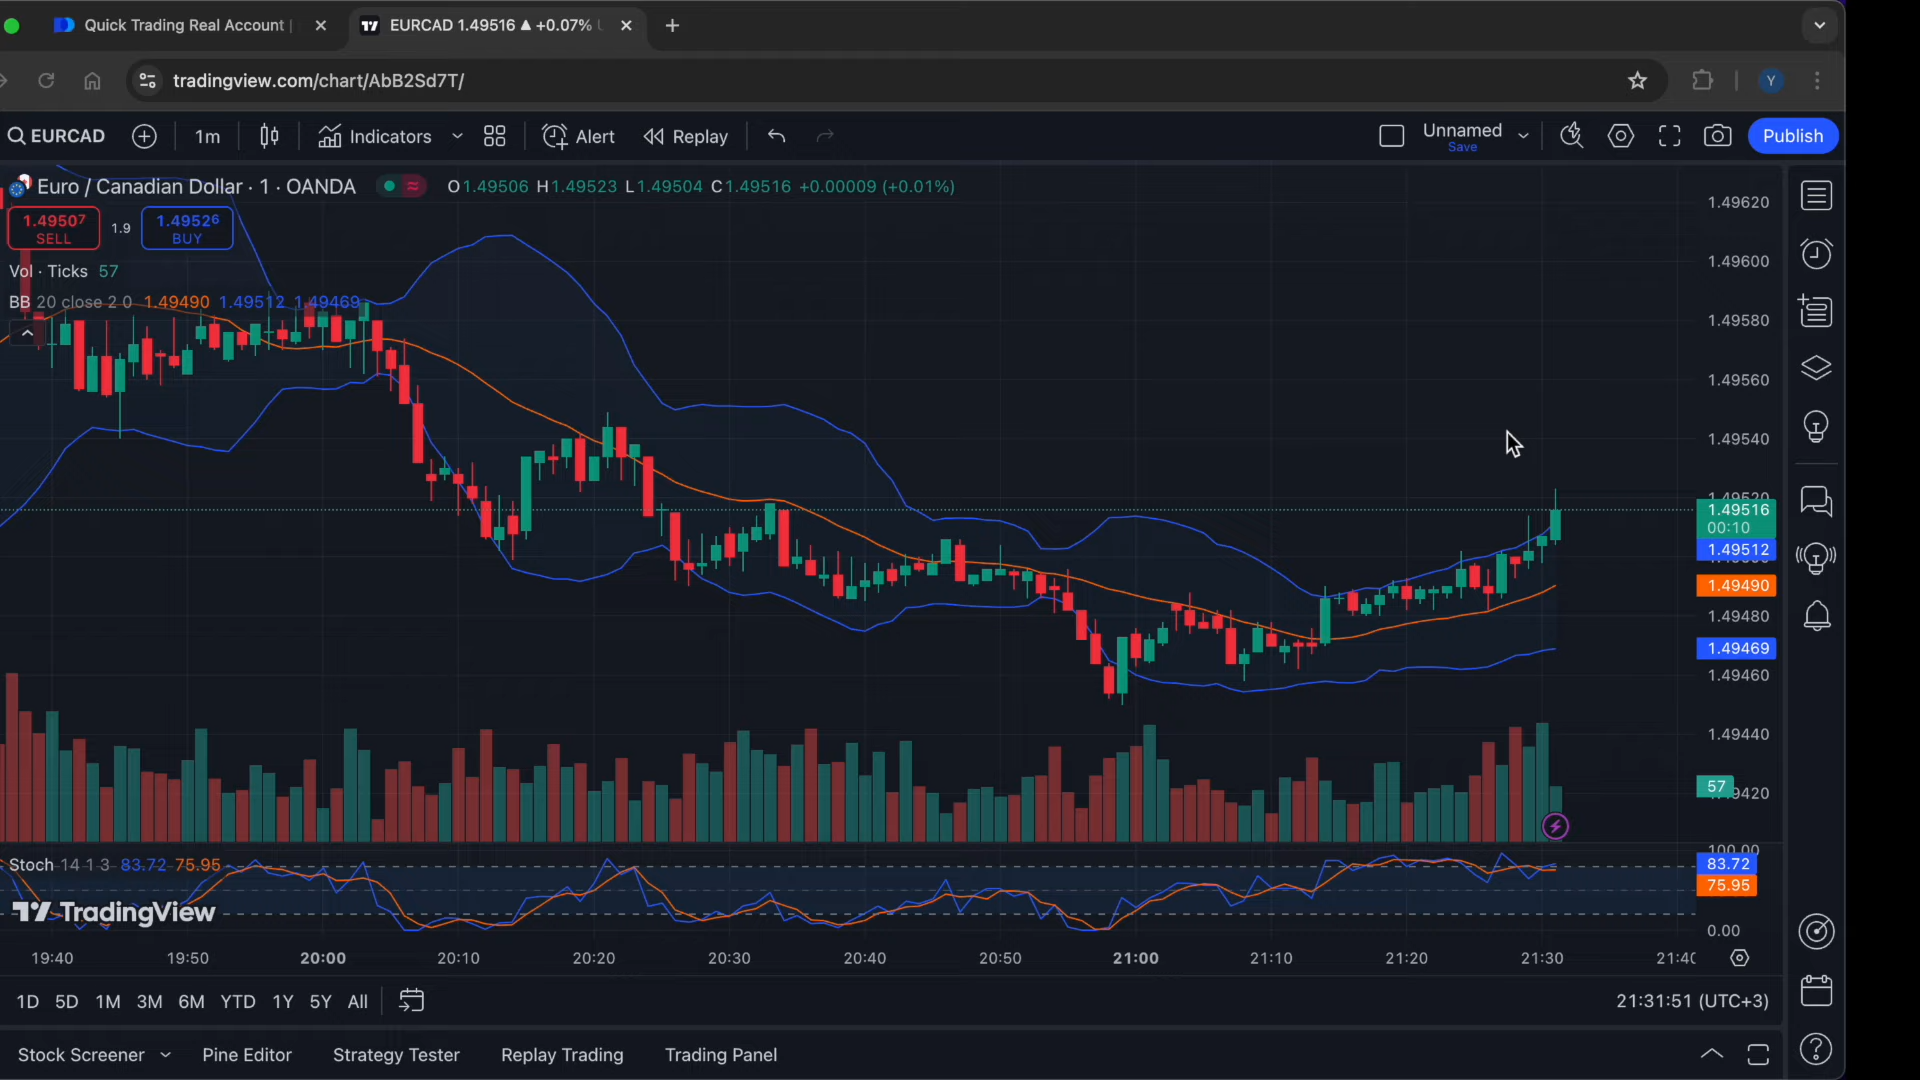 Quick Trading Real Account |
EURCAD 1.49516 ▲ +0.07%
tradingview.com/chart/AbB2Sd7T/
Y
EURCAD
1m
Indicators
Alert
Replay
Unnamed
Save
Publish
Euro / Canadian Dollar · 1 · OANDA
O1.49506 H1.49523 L1.49504 C1.49516 +0.00009 (+0.01%)
1.49507
SELL
1.9
1.49526
BUY
Vol · Ticks 57
BB 20 close 2 0 1.49490 1.49512 1.49469
1.49620
1.49600
1.49580
1.49560
1.49540
1.49520
1.49516
00:10
1.49512
1.49490
1.49480
1.49469
1.49460
1.49440
57
Stoch 14 1 3 83.72 75.95
100.00
83.72
75.95
0.00
TradingView
19:40 19:50 20:00 20:10 20:20 20:30 20:40 20:50 21:00 21:10 21:20 21:30
1D 5D 1M 3M 6M YTD 1Y 5Y All
21:31:51 (UTC+3)
Stock Screener
Pine Editor
Strategy Tester
Replay Trading
Trading Panel